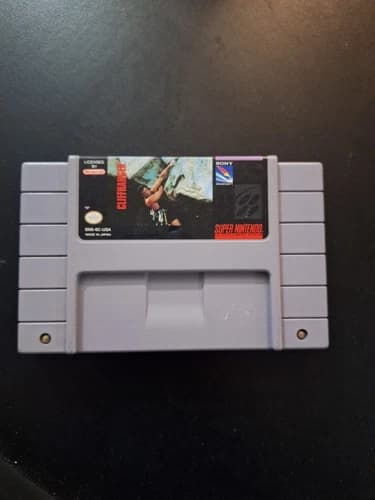 LICENSED
BY
Nintendo
CLIFFHANGER
SNS-6C-USA
MADE IN JAPAN
SONY
SUPER NINTENDO